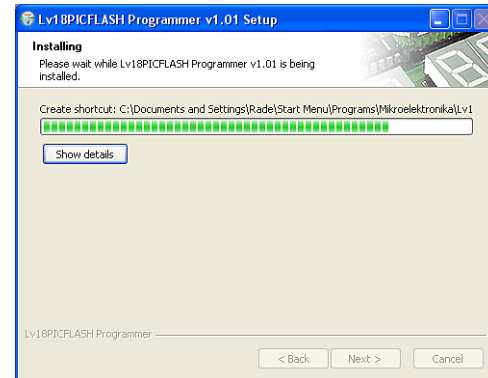 Lv18PICFLASH Programmer v1.01 Setup
Installing
Please wait while Lv18PICFLASH Programmer v1.01 is being
installed.
Create shortcut: C:\Documents and Settings\Rade\Start Menu\Programs\Mikroelektronika\Lv1
Show details
Lv18PICFLASH Programmer
< Back Next > Cancel